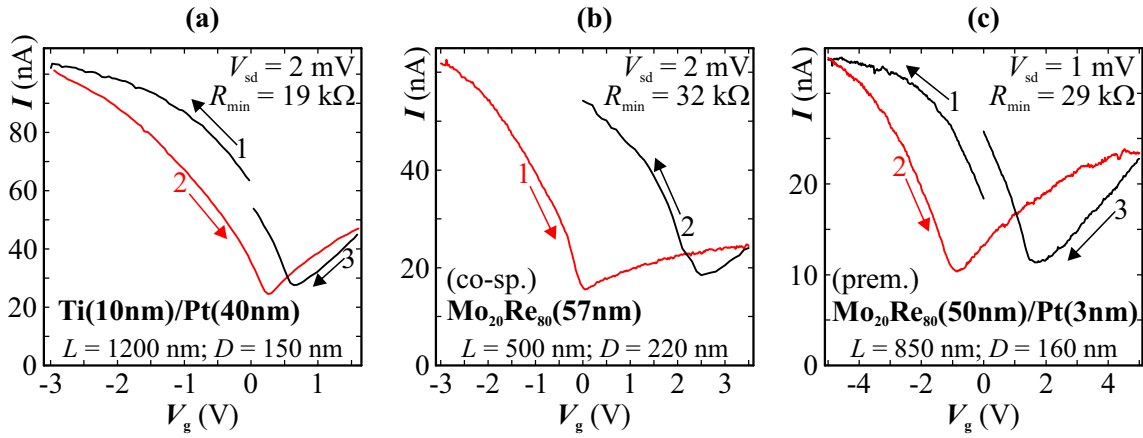 (a)
I (nA)
V_sd = 2 mV
R_min = 19 kΩ
100
80
60
40
20
0
1
2
3
Ti(10nm)/Pt(40nm)
L = 1200 nm; D = 150 nm
-3 -2 -1 0 1
V_g (V)
(b)
I (nA)
V_sd = 2 mV
R_min = 32 kΩ
60
40
20
0
1
2
(co-sp.)
Mo₂₀Re₈₀(57nm)
L = 500 nm; D = 220 nm
-3 -2 -1 0 1 2 3
V_g (V)
(c)
I (nA)
V_sd = 1 mV
R_min = 29 kΩ
20
10
0
1
2
3
(prem.)
Mo₂₀Re₈₀(50nm)/Pt(3nm)
L = 850 nm; D = 160 nm
-4 -2 0 2 4
V_g (V)